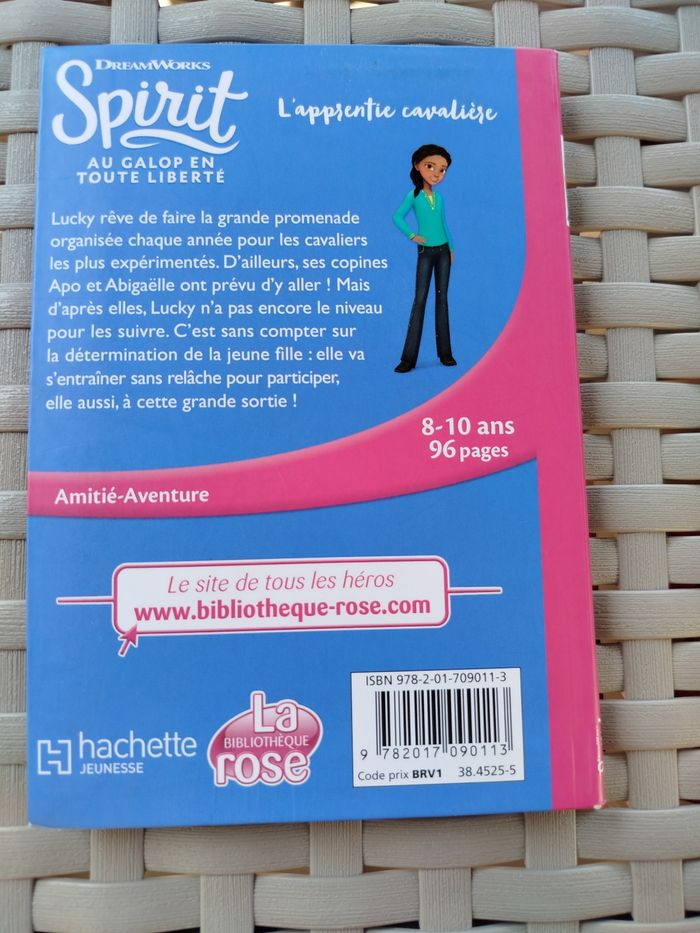 DREAMWORKS
Spirit
AU GALOP EN
TOUTE LIBERTÉ
L'apprentie cavalière
Lucky rêve de faire la grande promenade
organisée chaque année pour les cavaliers
les plus expérimentés. D'ailleurs, ses copines
Apo et Abigaëlle ont prévu d'y aller ! Mais
d'après elles, Lucky n'a pas encore le niveau
pour les suivre. C'est sans compter sur
la détermination de la jeune fille : elle va
s'entraîner sans relâche pour participer,
elle aussi, à cette grande sortie !
8-10 ans
96 pages
Amitié-Aventure
Le site de tous les héros
www.bibliotheque-rose.com
hachette
JEUNESSE
La
BIBLIOTHÈQUE
rose
ISBN 978-2-01-709011-3
9 782017 090113
Code prix BRV1 38.4525-5